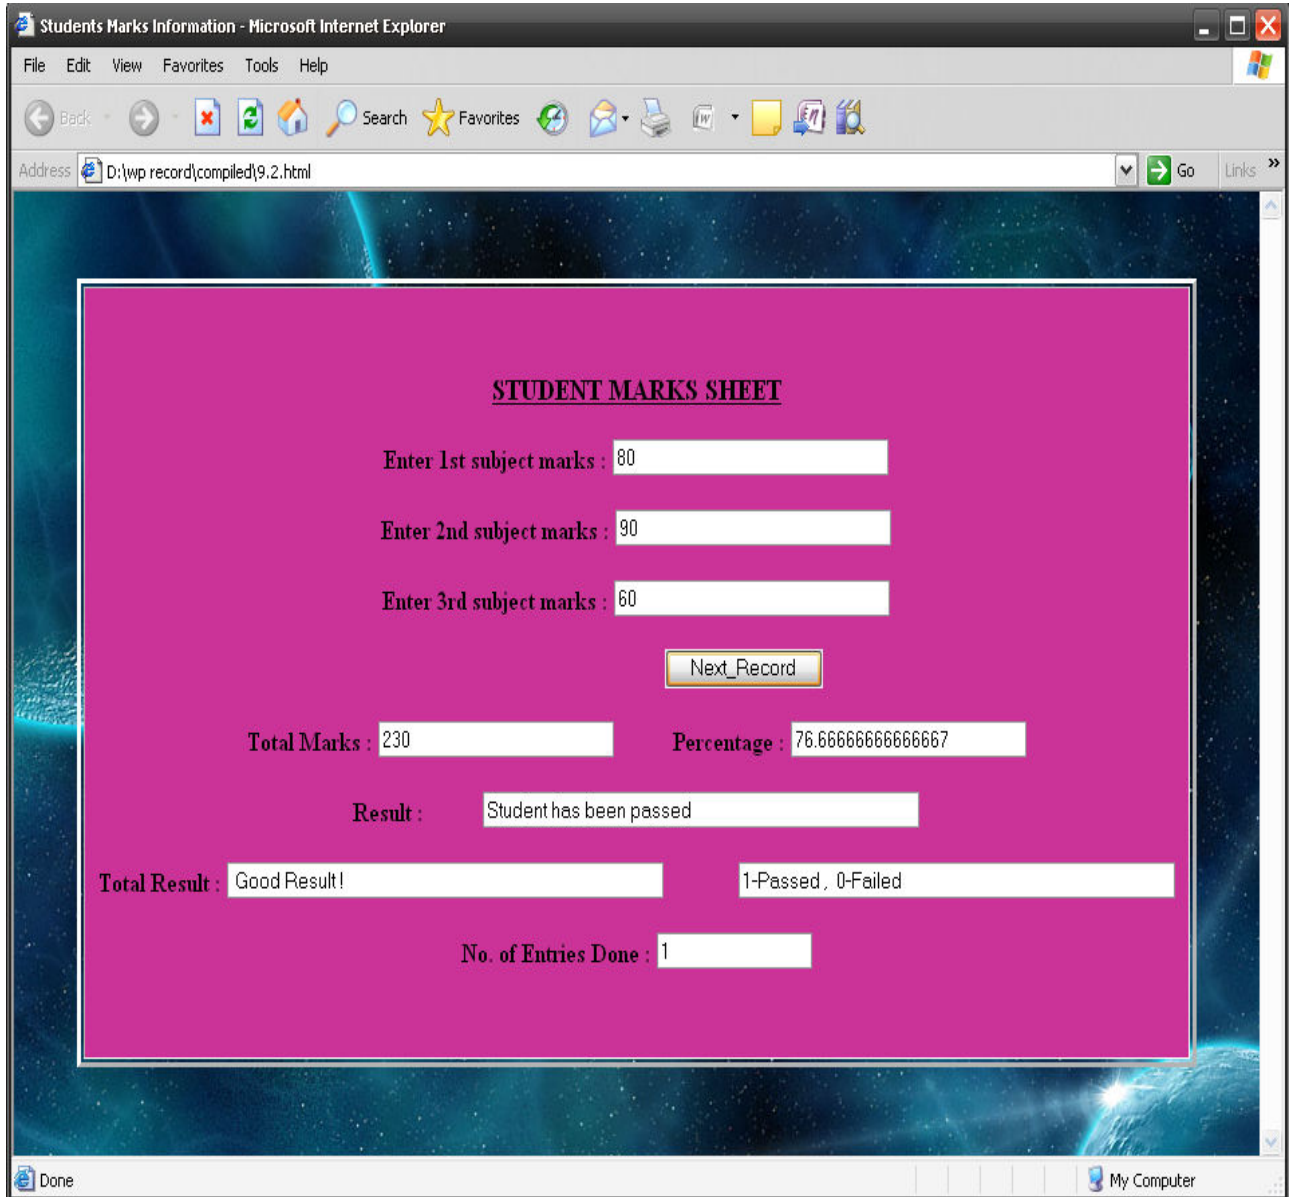 Students Marks Information - Microsoft Internet Explorer
File Edit View Favorites Tools Help
Back Search Favorites
Address D:\wp record\compiled\9.2.html Go Links »
STUDENT MARKS SHEET
Enter 1st subject marks : 80
Enter 2nd subject marks : 90
Enter 3rd subject marks : 60
Next_Record
Total Marks : 230 Percentage : 76.66666666666667
Result : Student has been passed
Total Result : Good Result! 1-Passed , 0-Failed
No. of Entries Done : 1
Done My Computer